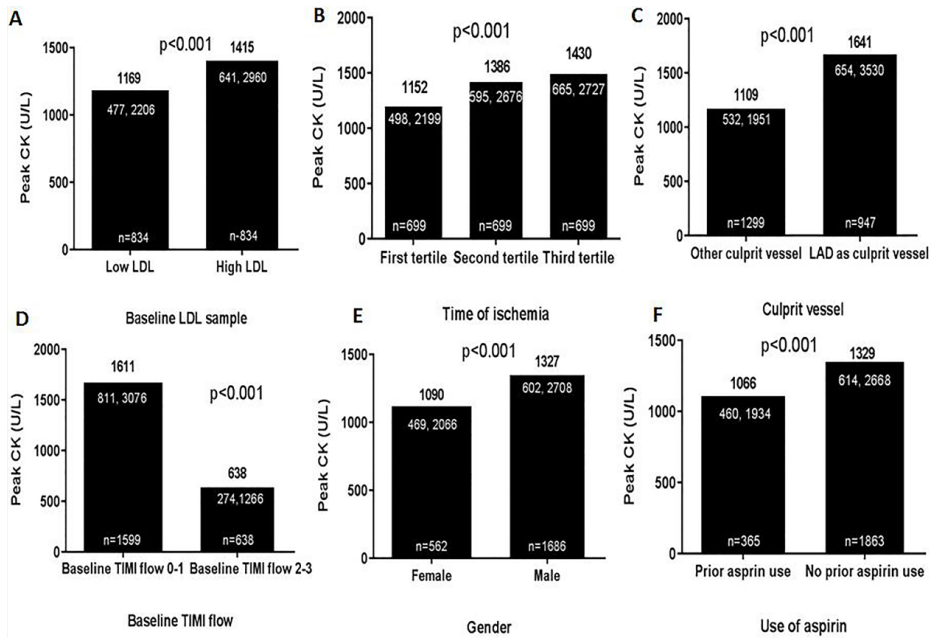 A
p<0.001
1500
1000
500
0
Peak CK (U/L)
1169
477, 2206
n=834
Low LDL
1415
641, 2960
n-834
High LDL
Baseline LDL sample
B
p<0.001
2000
1500
1000
500
0
Peak CK (U/L)
1152
498, 2199
n=699
First tertile
1386
595, 2676
n=699
Second tertile
1430
665, 2727
n=699
Third tertile
Time of ischemia
C
p<0.001
2000
1500
1000
500
0
Peak CK (U/L)
1109
532, 1951
n=1299
Other culprit vessel
1641
654, 3530
n=947
LAD as culprit vessel
Culprit vessel
D
p<0.001
2000
1500
1000
500
0
Peak CK (U/L)
1611
811, 3076
n=1599
Baseline TIMI flow 0-1
638
274,1266
n=638
Baseline TIMI flow 2-3
Baseline TIMI flow
E
p<0.001
1500
1000
500
0
Peak CK (U/L)
1090
469, 2066
n=562
Female
1327
602, 2708
n=1686
Male
Gender
F
p<0.001
1500
1000
500
0
Peak CK (U/L)
1066
460, 1934
n=365
Prior asprin use
1329
614, 2668
n=1863
No prior aspirin use
Use of aspirin